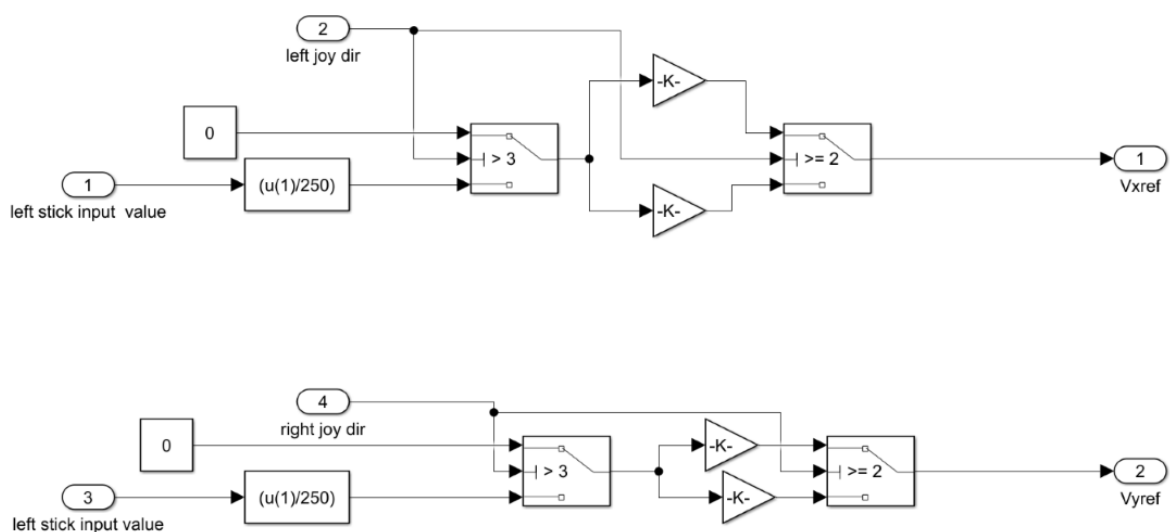 2
left joy dir
-K-
0
> 3
>= 2
1
Vxref
1
(u(1)/250)
left stick input  value
-K-
4
right joy dir
-K-
0
> 3
>= 2
2
Vyref
3
(u(1)/250)
-K-
left stick input value